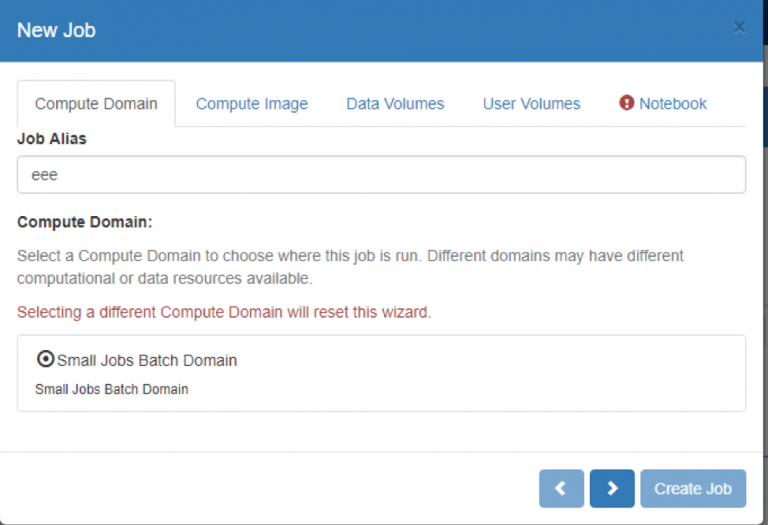 New Job
×
Compute Domain
Compute Image
Data Volumes
User Volumes
Notebook
Job Alias
eee
Compute Domain:
Select a Compute Domain to choose where this job is run. Different domains may have different
computational or data resources available.
Selecting a different Compute Domain will reset this wizard.
Small Jobs Batch Domain
Small Jobs Batch Domain
Create Job